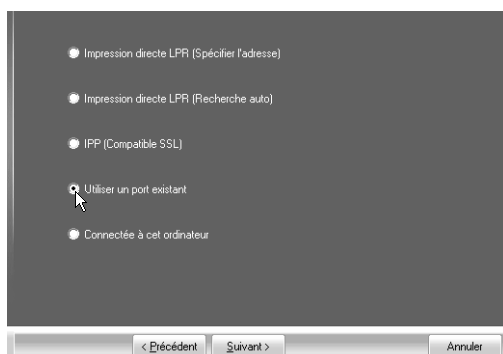 Impression directe LPR (Spécifier l'adresse)
Impression directe LPR (Recherche auto)
IPP (Compatible SSL)
Utiliser un port existant
Connectée à cet ordinateur
< Précédent Suivant > Annuler